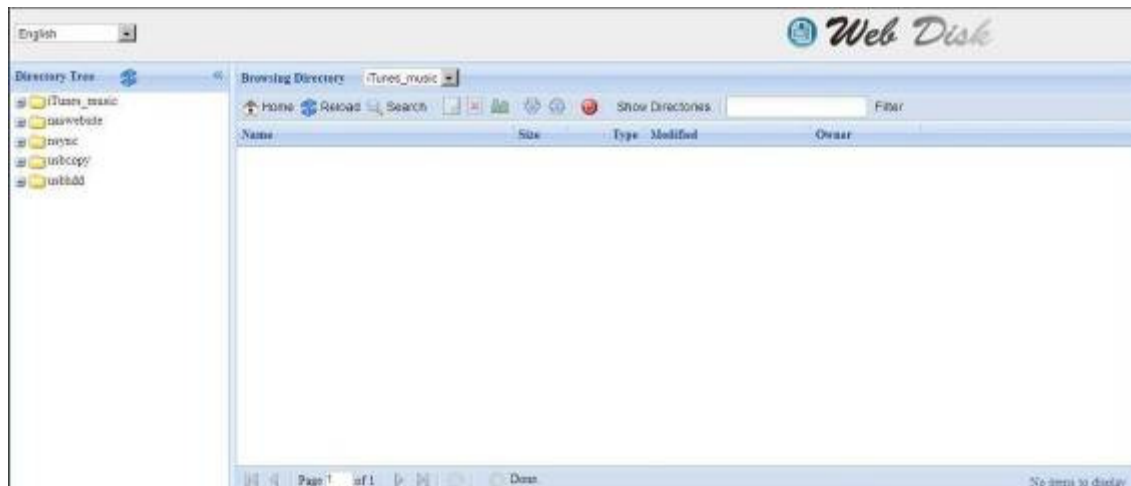 English
Web Disk
Directory Tree
Browsing Directory iTunes_music
iTunes_music
naswebsite
nsync
usbcopy
usbhdd
Home Reload Search Show Directories Filter
Name Size Type Modified Owner
Page 1 of 1 Done.
No items to display